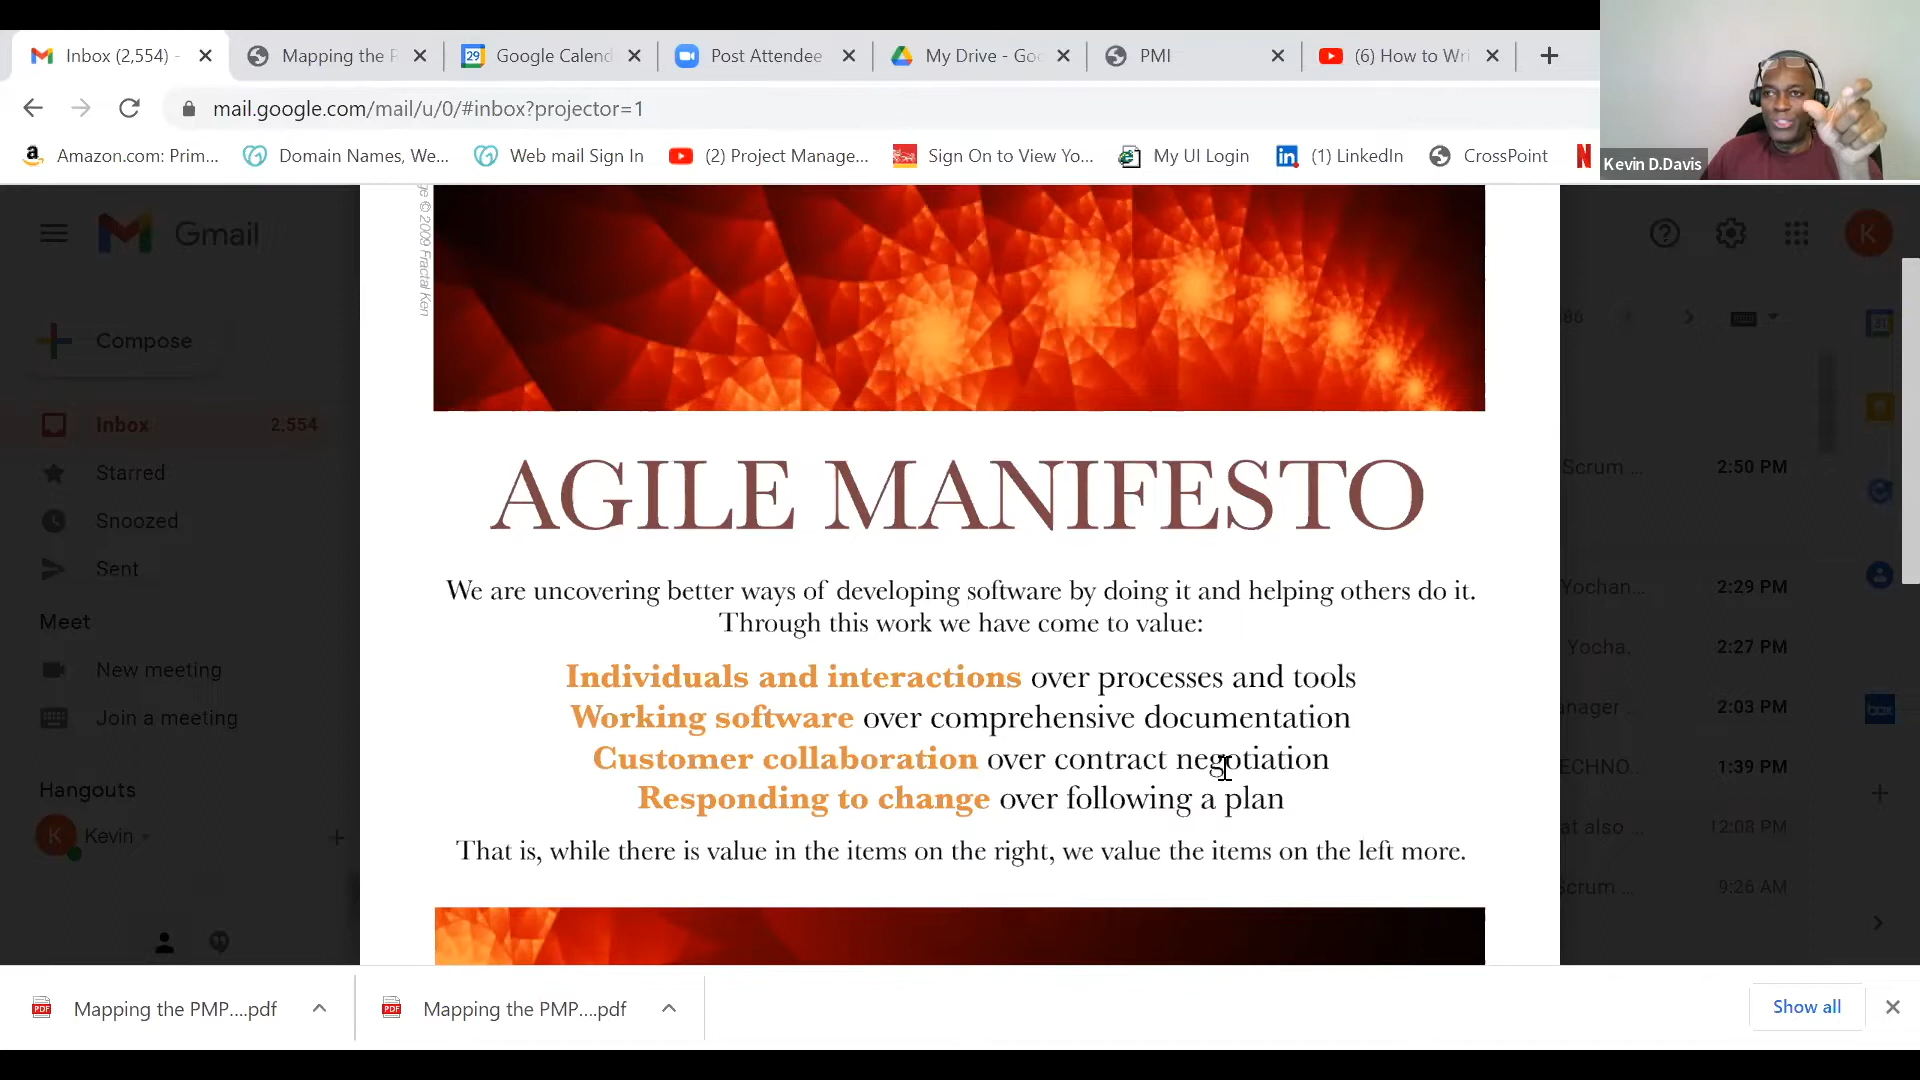 Inbox (2,554) -
Mapping the P
29
Google Calend
Post Attendee
My Drive - Goo
PMI
(6) How to Wri
mail.google.com/mail/u/0/#inbox?projector=1
Amazon.com: Prim...
Domain Names, We...
Web mail Sign In
(2) Project Manage...
Sign On to View Yo...
My UI Login
(1) LinkedIn
CrossPoint
N
Kevin D.Davis
Gmail
K
ge © 2009 Fractal Ken
Compose
86
31
Inbox 2,554
Starred
Scrum ... 2:50 PM
Snoozed
Sent
Yochan... 2:29 PM
Meet
Yocha. 2:27 PM
New meeting
anager ... 2:03 PM
box
Join a meeting
ECHNO... 1:39 PM
Hangouts
K Kevin
at also 12:08 PM
Scrum ... 9:26 AM
AGILE MANIFESTO
We are uncovering better ways of developing software by doing it and helping others do it.
Through this work we have come to value:
Individuals and interactions over processes and tools
Working software over comprehensive documentation
Customer collaboration over contract negotiation
Responding to change over following a plan
That is, while there is value in the items on the right, we value the items on the left more.
PDF Mapping the PMP....pdf
PDF Mapping the PMP....pdf
Show all